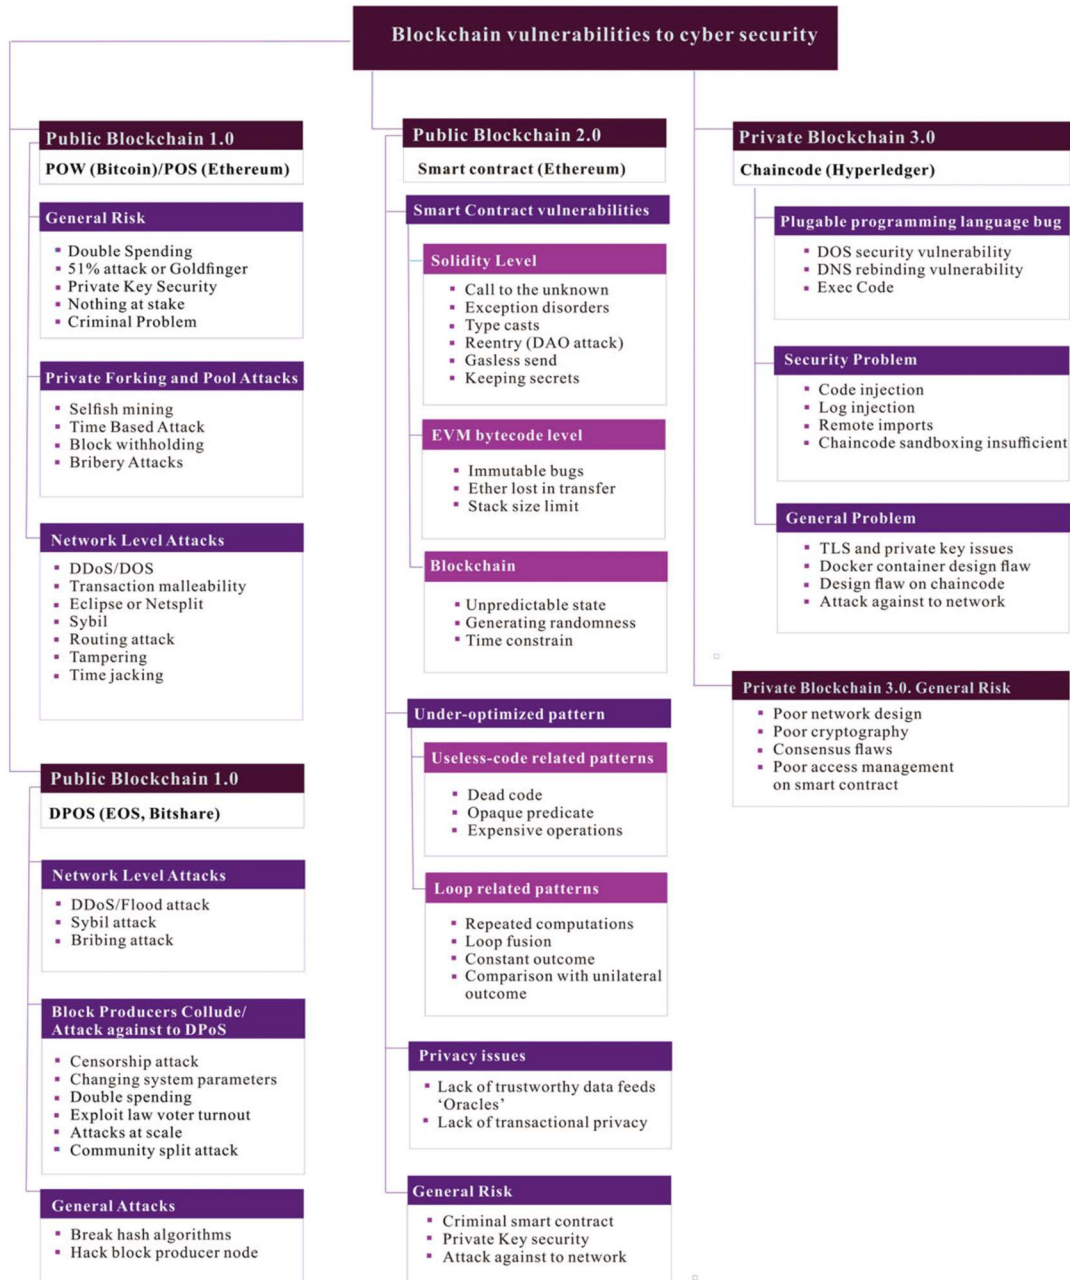 Blockchain vulnerabilities to cyber security
Public Blockchain 1.0
POW (Bitcoin)/POS (Ethereum)
General Risk
Double Spending
51% attack or Goldfinger
Private Key Security
Nothing at stake
Criminal Problem
Private Forking and Pool Attacks
Selfish mining
Time Based Attack
Block withholding
Bribery Attacks
Network Level Attacks
DDoS/DOS
Transaction malleability
Eclipse or Netsplit
Sybil
Routing attack
Tampering
Time jacking
Public Blockchain 1.0
DPOS (EOS, Bitshare)
Network Level Attacks
DDoS/Flood attack
Sybil attack
Bribing attack
Block Producers Collude/
Attack against to DPoS
Censorship attack
Changing system parameters
Double spending
Exploit law voter turnout
Attacks at scale
Community split attack
General Attacks
Break hash algorithms
Hack block producer node
Public Blockchain 2.0
Smart contract (Ethereum)
Smart Contract vulnerabilities
Solidity Level
Call to the unknown
Exception disorders
Type casts
Reentry (DAO attack)
Gasless send
Keeping secrets
EVM bytecode level
Immutable bugs
Ether lost in transfer
Stack size limit
Blockchain
Unpredictable state
Generating randomness
Time constrain
Under-optimized pattern
Useless-code related patterns
Dead code
Opaque predicate
Expensive operations
Loop related patterns
Repeated computations
Loop fusion
Constant outcome
Comparison with unilateral
outcome
Privacy issues
Lack of trustworthy data feeds
‘Oracles’
Lack of transactional privacy
General Risk
Criminal smart contract
Private Key security
Attack against to network
Private Blockchain 3.0
Chaincode (Hyperledger)
Plugable programming language bug
DOS security vulnerability
DNS rebinding vulnerability
Exec Code
Security Problem
Code injection
Log injection
Remote imports
Chaincode sandboxing insufficient
General Problem
TLS and private key issues
Docker container design flaw
Design flaw on chaincode
Attack against to network
Private Blockchain 3.0. General Risk
Poor network design
Poor cryptography
Consensus flaws
Poor access management
on smart contract